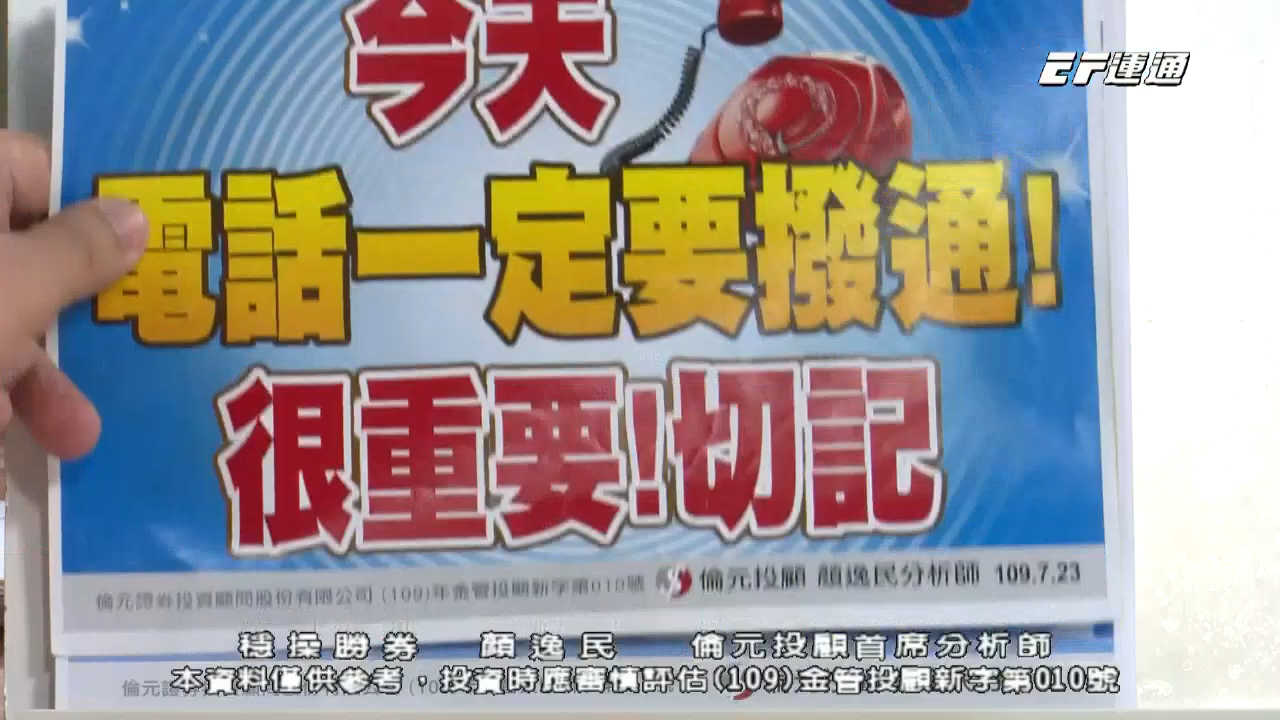 今天
EF運通
電話一定要撥通!
很重要!切記
倫元投顧 顏逸民分析師 109.7.23
倫元證券投資顧問股份有限公司 (109)年金管投顧新字第010號
穩操勝券 顏逸民 倫元投顧首席分析師
本資料僅供參考，投資時應審慎評估(109)金管投顧新字第010號